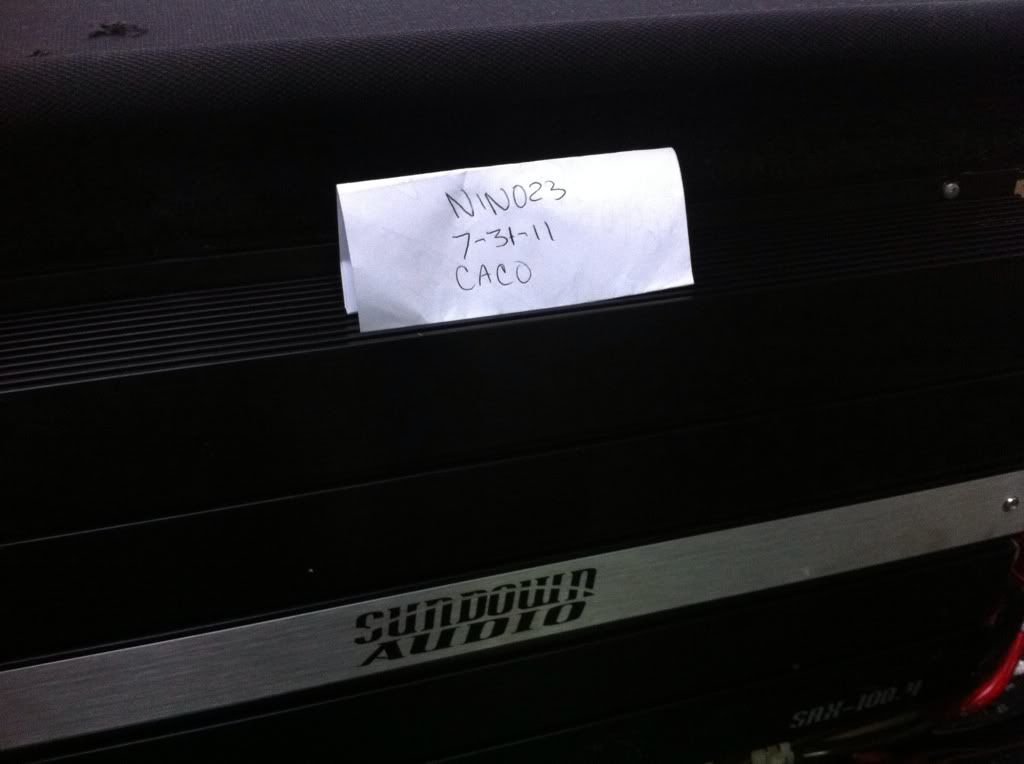 NINO23
7-31-11
CACO
SUNDOWN
AUDIO
SAX-100.4